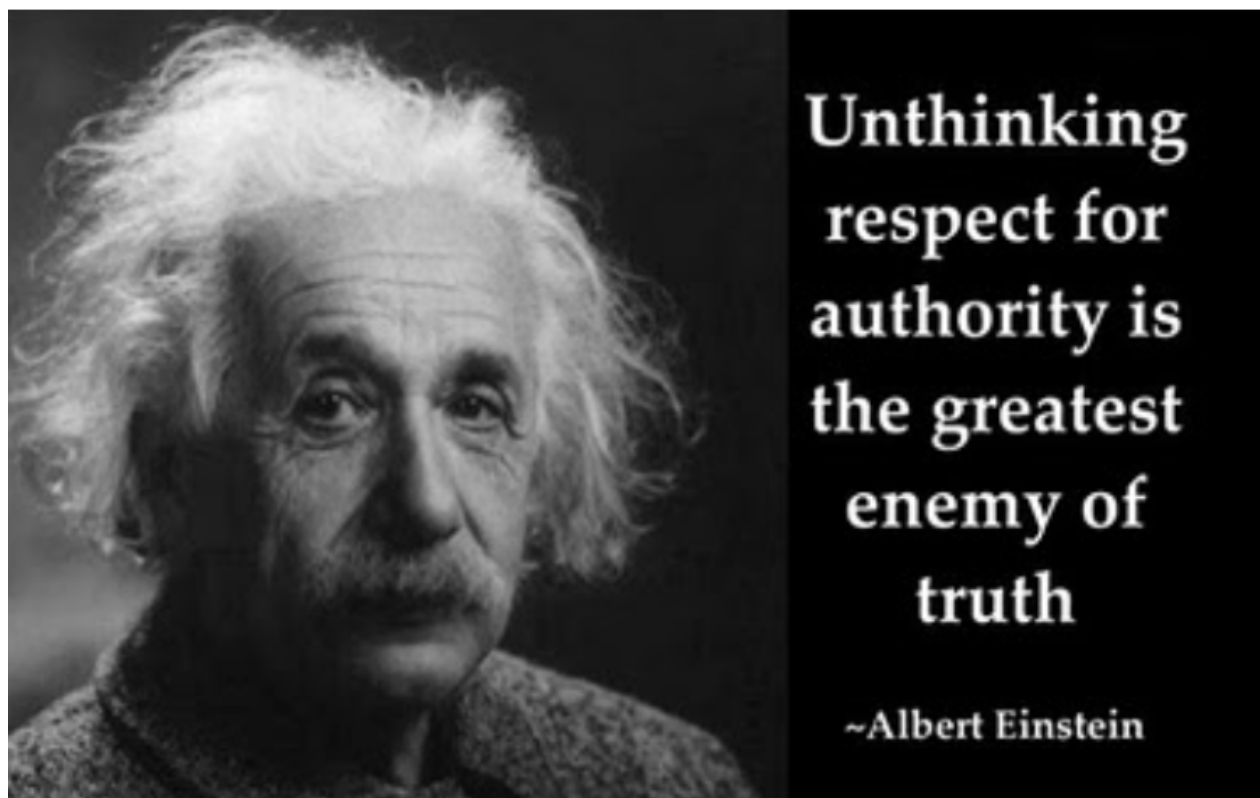 Unthinking
respect for
authority is
the greatest
enemy of
truth
~Albert Einstein